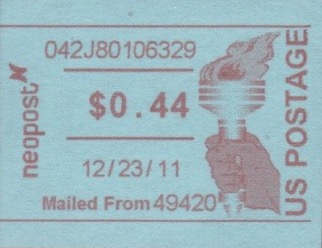 042J80106329
neopost
$0.44
12/23/11
Mailed From 49420
US POSTAGE